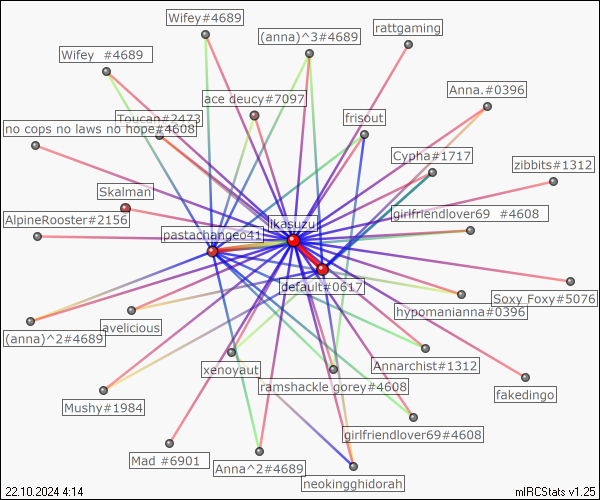 Wifey#4689
(anna)^3#4689
rattgaming
Wifey #4689
ace deucy#7097
Anna.#0396
Toucan#2473
frisout
no cops no laws no hope#4608
Cypha#1717
zibbits#1312
Skalman
AlpineRooster#2156
girlfriendlover69 #4608
ikasuzu
pastachangeo41
default#0617
Soxy Foxy#5076
hypomanianna#0396
avelicious
(anna)^2#4689
xenoyaut
Annarchist#1312
ramshackle gorey#4608
fakedingo
Mushy#1984
girlfriendlover69#4608
Mad #6901
Anna^2#4689
neokingghidorah
22.10.2024 4:14
mIRCStats v1.25